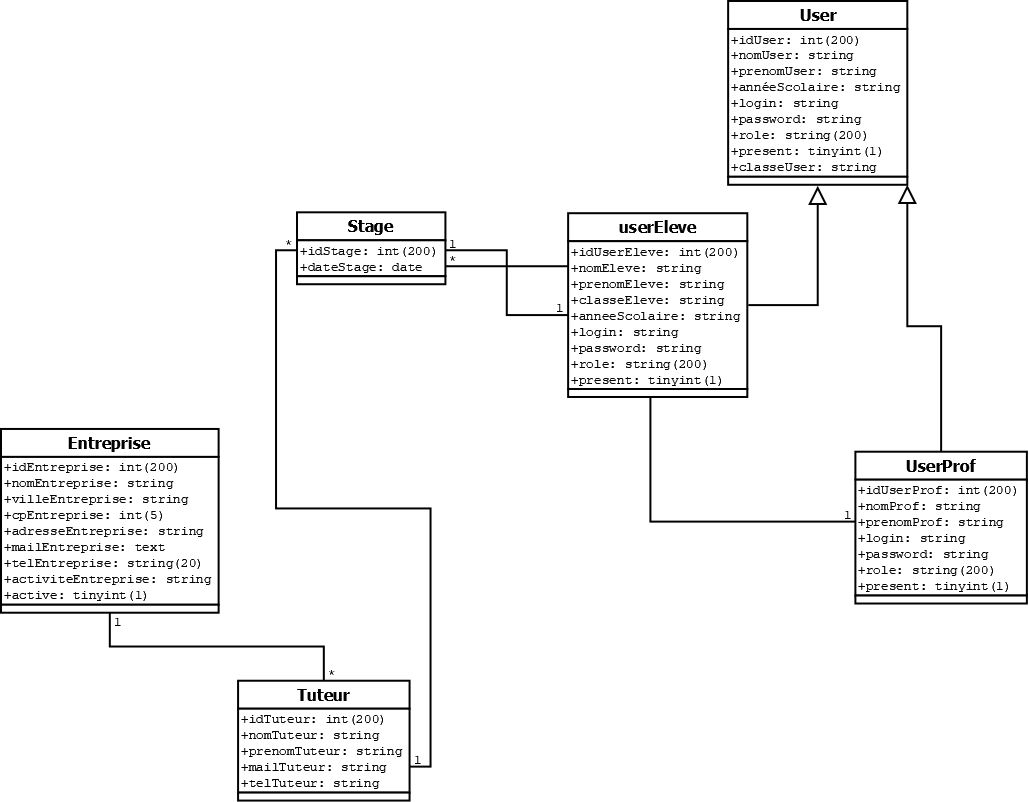 User
+idUser: int(200)
+nomUser: string
+prenomUser: string
+annéeScolaire: string
+login: string
+password: string
+role: string(200)
+present: tinyint(1)
+classeUser: string
Stage
+idStage: int(200)
+dateStage: date
*
1
*
1
userEleve
+idUserEleve: int(200)
+nomEleve: string
+prenomEleve: string
+classeEleve: string
+anneeScolaire: string
+login: string
+password: string
+role: string(200)
+present: tinyint(1)
Entreprise
+idEntreprise: int(200)
+nomEntreprise: string
+villeEntreprise: string
+cpEntreprise: int(5)
+adresseEntreprise: string
+mailEntreprise: text
+telEntreprise: string(20)
+activiteEntreprise: string
+active: tinyint(1)
1
UserProf
+idUserProf: int(200)
+nomProf: string
+prenomProf: string
+login: string
+password: string
+role: string(200)
+present: tinyint(1)
1
*
Tuteur
+idTuteur: int(200)
+nomTuteur: string
+prenomTuteur: string
+mailTuteur: string
+telTuteur: string
1